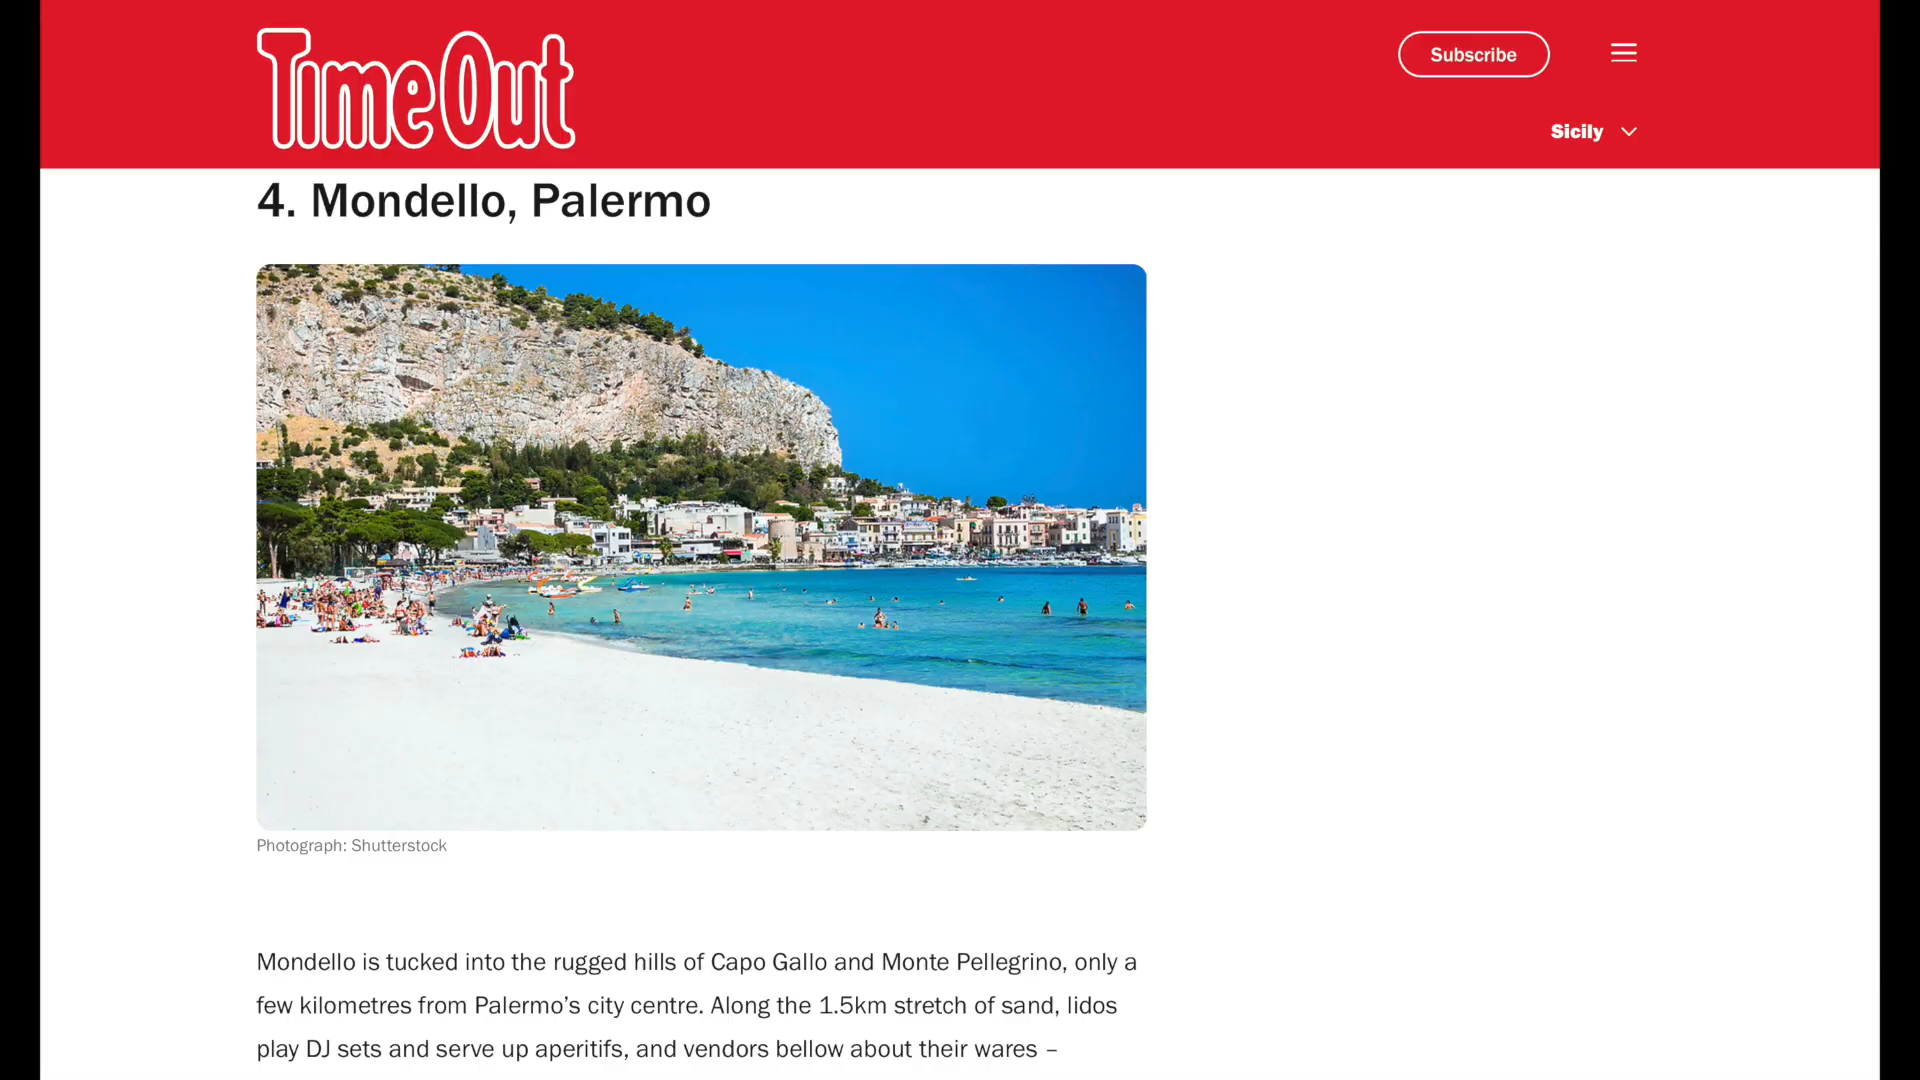 Time Out
Subscribe
Sicily
4. Mondello, Palermo
Photograph: Shutterstock
Mondello is tucked into the rugged hills of Capo Gallo and Monte Pellegrino, only a
few kilometres from Palermo’s city centre. Along the 1.5km stretch of sand, lidos
play DJ sets and serve up aperitifs, and vendors bellow about their wares –